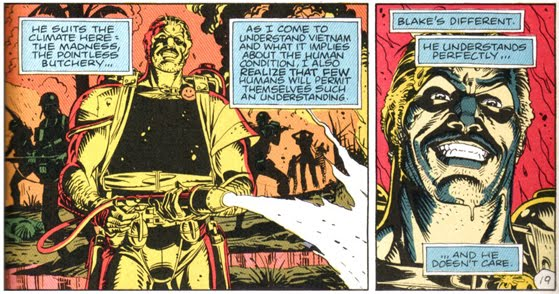 HE SUITS THE
CLIMATE HERE:
THE MADNESS,
THE POINTLESS
BUTCHERY...
AS I COME TO
UNDERSTAND VIETNAM
AND WHAT IT IMPLIES
ABOUT THE HUMAN
CONDITION, I ALSO
REALIZE THAT FEW
HUMANS WILL PERMIT
THEMSELVES SUCH
AN UNDERSTANDING.
BLAKE'S DIFFERENT.
HE UNDERSTANDS
PERFECTLY...
...AND HE
DOESN'T CARE.
19